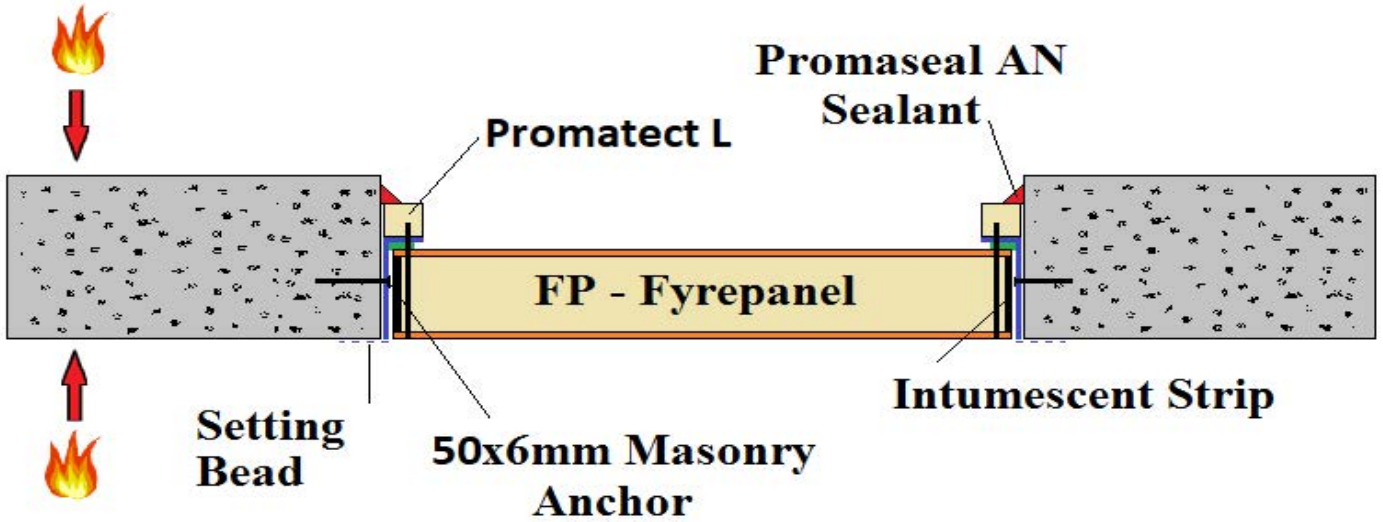 Promaseal AN
Sealant
Promatect L
FP - Fyrepanel
Intumescent Strip
Setting
Bead
50x6mm Masonry
Anchor